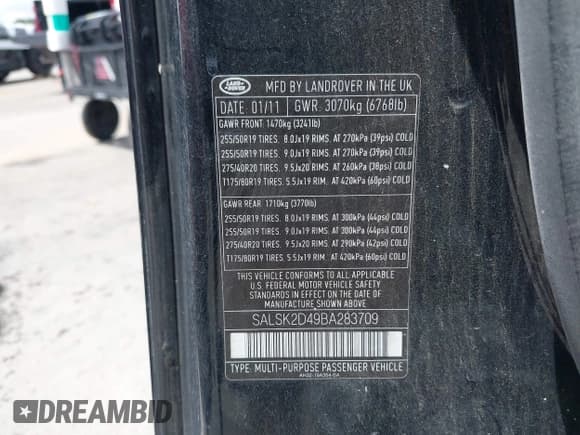 LAND
ROVER
MFD BY LANDROVER IN THE UK
DATE: 01/11 GWR: 3070kg (6768lb)
GAWR FRONT: 1470kg (3241lb)
255/50R19 TIRES. 8.0Jx19 RIMS. AT 270kPa (39psi) COLD
255/50R19 TIRES. 9.0Jx19 RIMS. AT 270kPa (39psi) COLD
275/40R20 TIRES. 9.5Jx20 RIMS. AT 260kPa (38psi) COLD
T175/80R19 TIRES. 5.5Jx19 RIM. AT 420kPa (60psi) COLD
GAWR REAR: 1710kg (3770lb)
255/50R19 TIRES. 8.0Jx19 RIMS. AT 300kPa (44psi) COLD
255/50R19 TIRES. 9.0Jx19 RIMS. AT 300kPa (44psi) COLD
275/40R20 TIRES. 9.5Jx20 RIMS. AT 290kPa (42psi) COLD
T175/80R19 TIRES. 5.5Jx19 RIM. AT 420kPa (60psi) COLD
THIS VEHICLE CONFORMS TO ALL APPLICABLE
U.S. FEDERAL MOTOR VEHICLE SAFETY
STANDARDS IN EFFECT ON THE DATE OF
MANUFACTURE SHOWN ABOVE
SALSK2D49BA283709
TYPE: MULTI-PURPOSE PASSENGER VEHICLE
DREAMBID